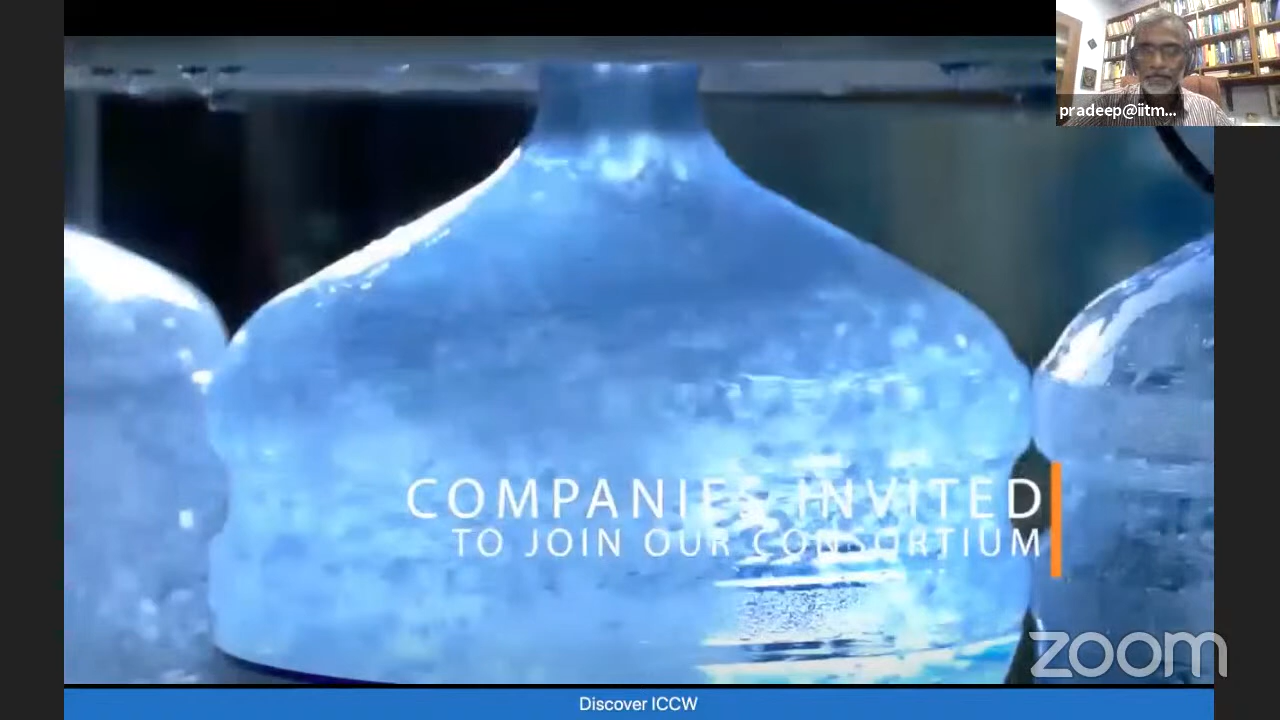 pradeep@iitm...
COMPANIES INVITED
TO JOIN OUR CONSORTIUM
zoom
Discover ICCW